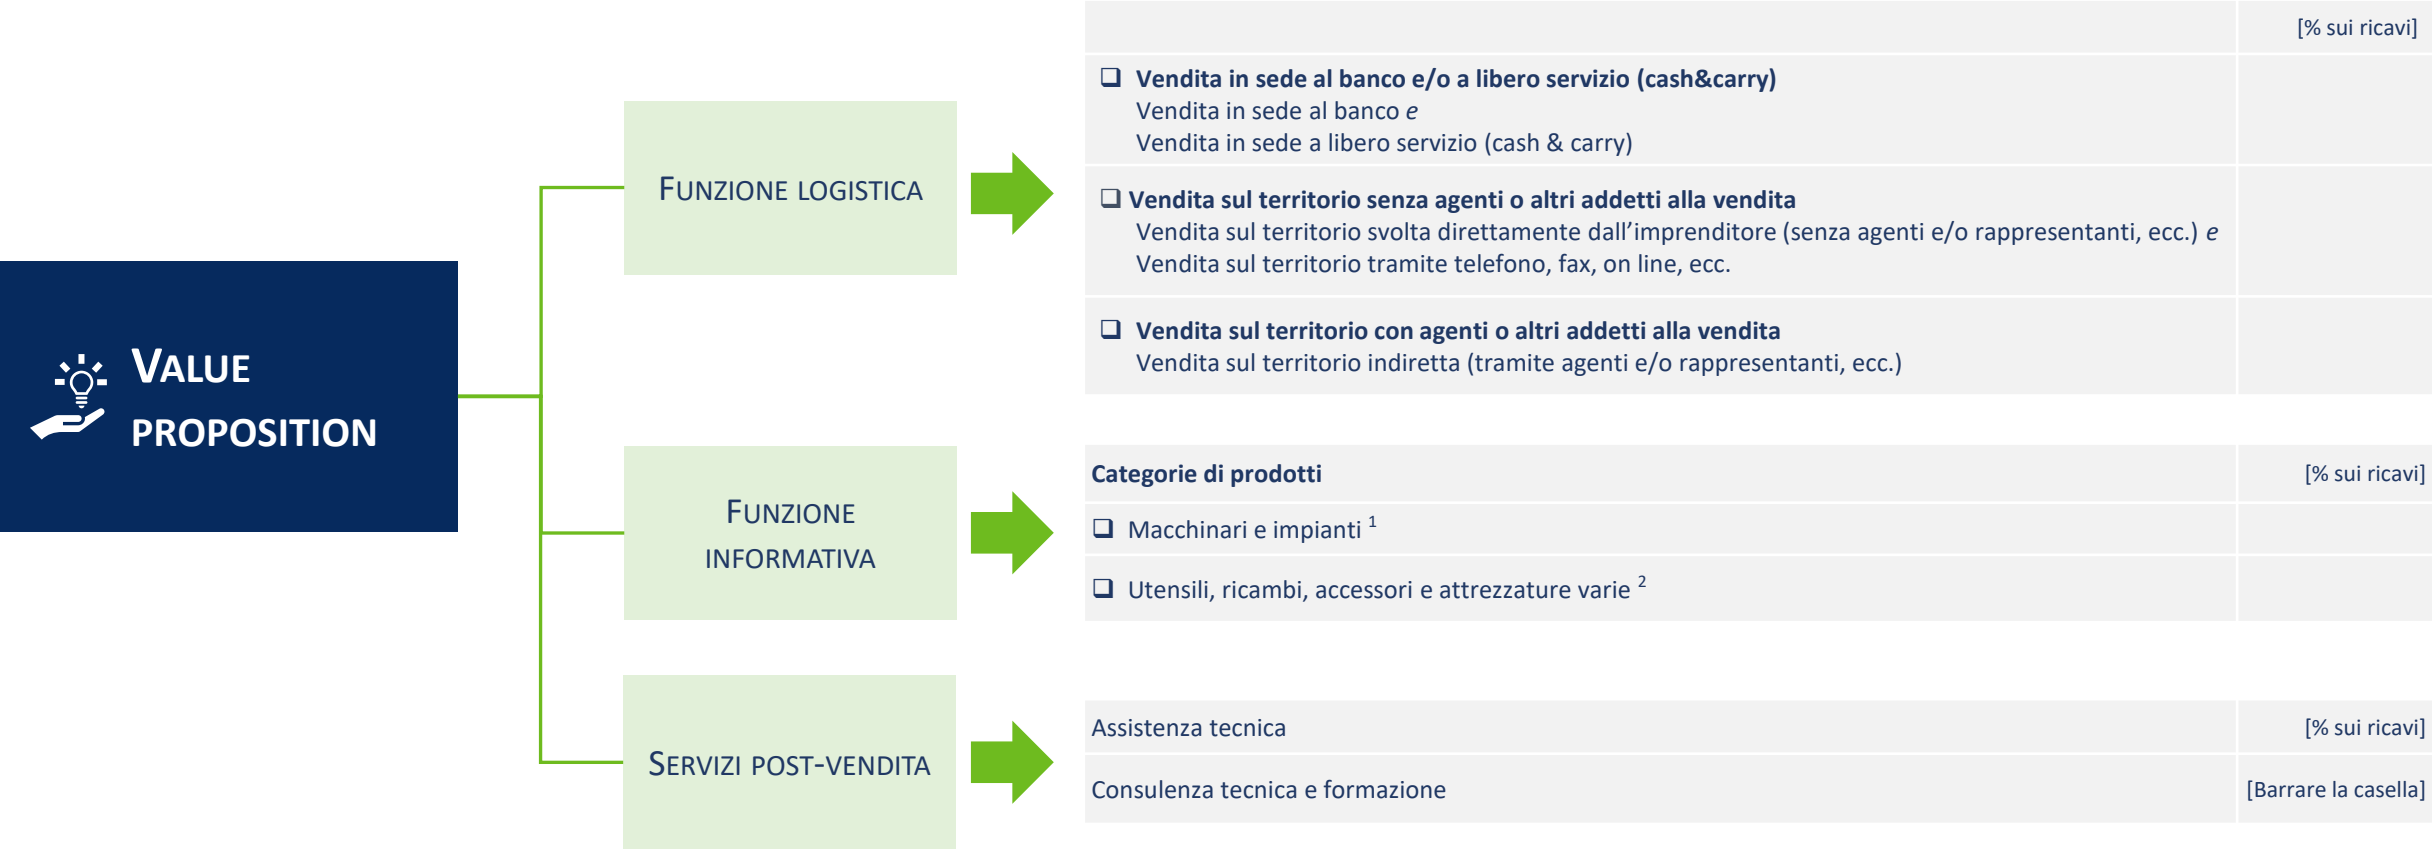 VALUE
PROPOSITION
FUNZIONE LOGISTICA
[% sui ricavi]
❑ Vendita in sede al banco e/o a libero servizio (cash&carry)
Vendita in sede al banco e
Vendita in sede a libero servizio (cash & carry)
❑ Vendita sul territorio senza agenti o altri addetti alla vendita
Vendita sul territorio svolta direttamente dall’imprenditore (senza agenti e/o rappresentanti, ecc.) e
Vendita sul territorio tramite telefono, fax, on line, ecc.
❑ Vendita sul territorio con agenti o altri addetti alla vendita
Vendita sul territorio indiretta (tramite agenti e/o rappresentanti, ecc.)
FUNZIONE
INFORMATIVA
Categorie di prodotti [% sui ricavi]
❑ Macchinari e impianti ¹
❑ Utensili, ricambi, accessori e attrezzature varie ²
SERVIZI POST-VENDITA
Assistenza tecnica [% sui ricavi]
Consulenza tecnica e formazione [Barrare la casella]